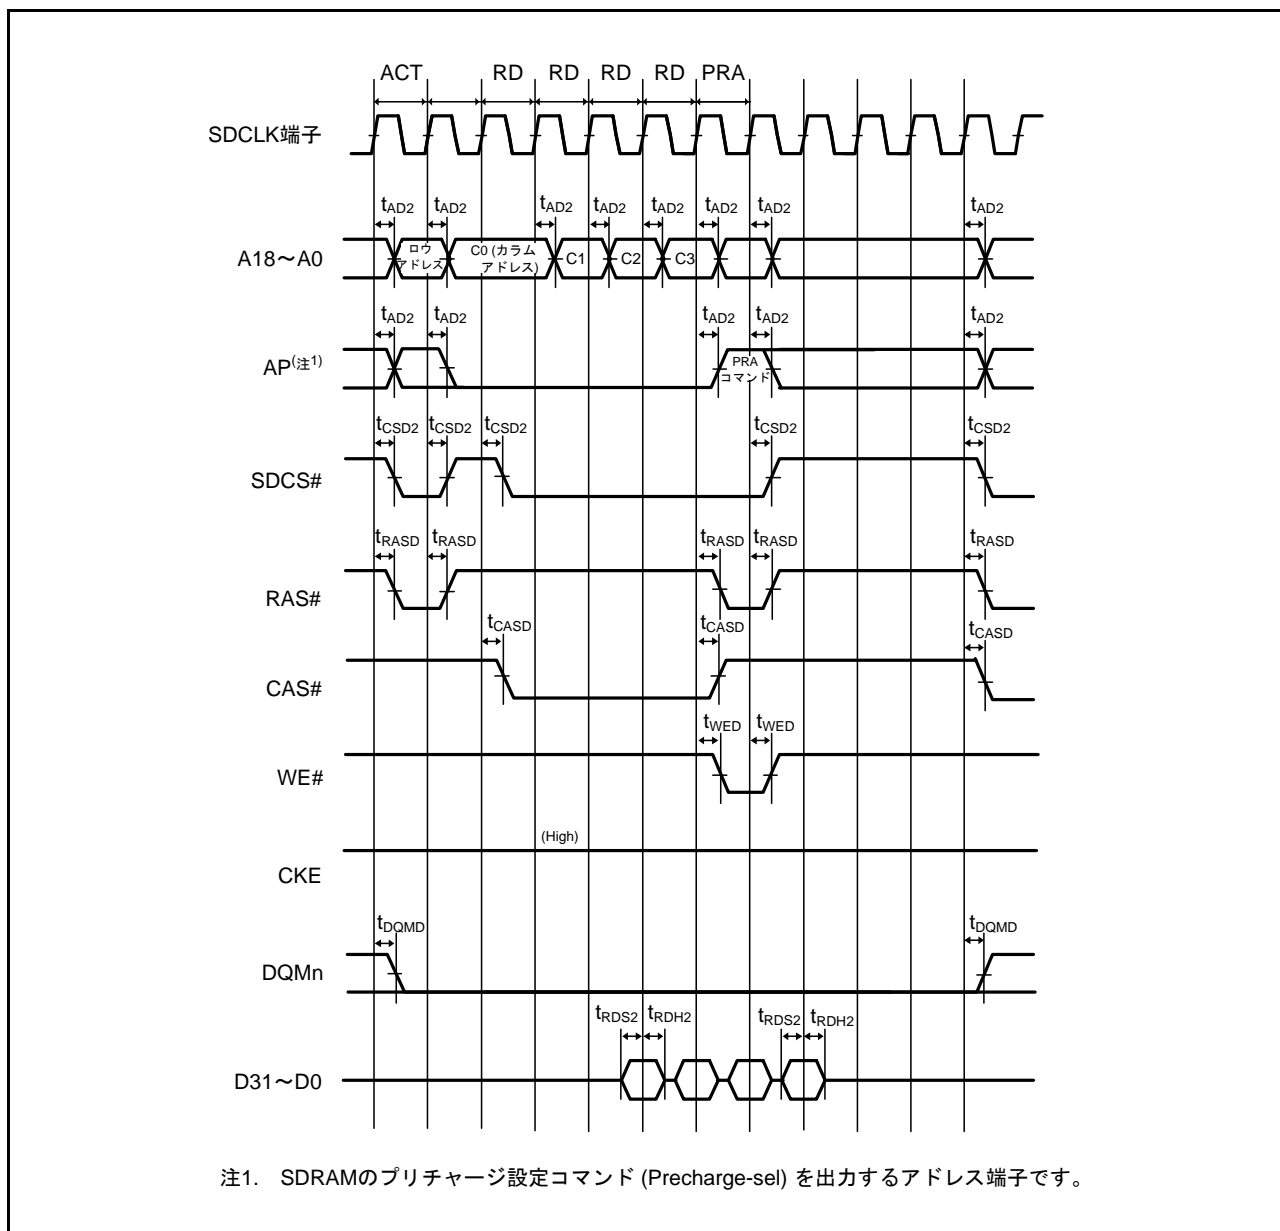 ACT RD RD RD RD PRA
SDCLK端子
tAD2 tAD2 tAD2 tAD2 tAD2 tAD2 tAD2 tAD2
A18～A0
ロウ
アドレス
C0 (カラム
アドレス)
C1 C2 C3
tAD2 tAD2 tAD2 tAD2 tAD2
AP(注1)
PRA
コマンド
tCSD2 tCSD2 tCSD2 tCSD2 tCSD2
SDCS#
tRASD tRASD tRASD tRASD tRASD
RAS#
tCASD tCASD tCASD
CAS#
tWED tWED
WE#
(High)
CKE
tDQMD tDQMD
DQMn
tRDS2 tRDH2 tRDS2 tRDH2
D31～D0
注1. SDRAMのプリチャージ設定コマンド (Precharge-sel) を出力するアドレス端子です。